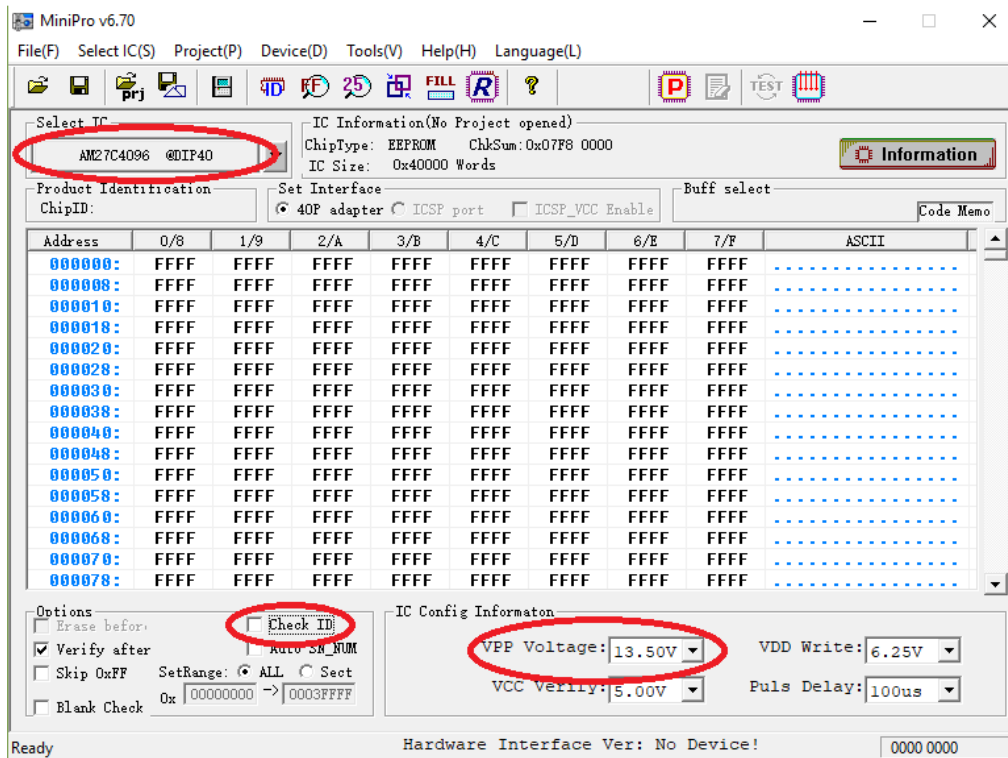 MiniPro v6.70
File(F) Select IC(S) Project(P) Device(D) Tools(V) Help(H) Language(L)
prj ID FF 25 FILL R ? P TEST
Select IC
AM27C4096 @DIP40
IC Information(No Project opened)
ChipType: EEPROM ChkSum:0x07F8 0000
IC Size: 0x40000 Words
Information
Product Identification
ChipID:
Set Interface
40P adapter ICSP port ICSP_VCC Enable
Buff select
Code Memo
Address 0/8 1/9 2/A 3/B 4/C 5/D 6/E 7/F ASCII
000000: FFFF FFFF FFFF FFFF FFFF FFFF FFFF FFFF ................
000008: FFFF FFFF FFFF FFFF FFFF FFFF FFFF FFFF ................
000010: FFFF FFFF FFFF FFFF FFFF FFFF FFFF FFFF ................
000018: FFFF FFFF FFFF FFFF FFFF FFFF FFFF FFFF ................
000020: FFFF FFFF FFFF FFFF FFFF FFFF FFFF FFFF ................
000028: FFFF FFFF FFFF FFFF FFFF FFFF FFFF FFFF ................
000030: FFFF FFFF FFFF FFFF FFFF FFFF FFFF FFFF ................
000038: FFFF FFFF FFFF FFFF FFFF FFFF FFFF FFFF ................
000040: FFFF FFFF FFFF FFFF FFFF FFFF FFFF FFFF ................
000048: FFFF FFFF FFFF FFFF FFFF FFFF FFFF FFFF ................
000050: FFFF FFFF FFFF FFFF FFFF FFFF FFFF FFFF ................
000058: FFFF FFFF FFFF FFFF FFFF FFFF FFFF FFFF ................
000060: FFFF FFFF FFFF FFFF FFFF FFFF FFFF FFFF ................
000068: FFFF FFFF FFFF FFFF FFFF FFFF FFFF FFFF ................
000070: FFFF FFFF FFFF FFFF FFFF FFFF FFFF FFFF ................
000078: FFFF FFFF FFFF FFFF FFFF FFFF FFFF FFFF ................
Options
Erase befor Check ID
Verify after Auto SN_NUM
Skip 0xFF SetRange: ALL Sect
Blank Check 0x 00000000 -> 0003FFFF
IC Config Informaton
VPP Voltage: 13.50V VDD Write: 6.25V
VCC Verify: 5.00V Puls Delay: 100us
Ready Hardware Interface Ver: No Device! 0000 0000